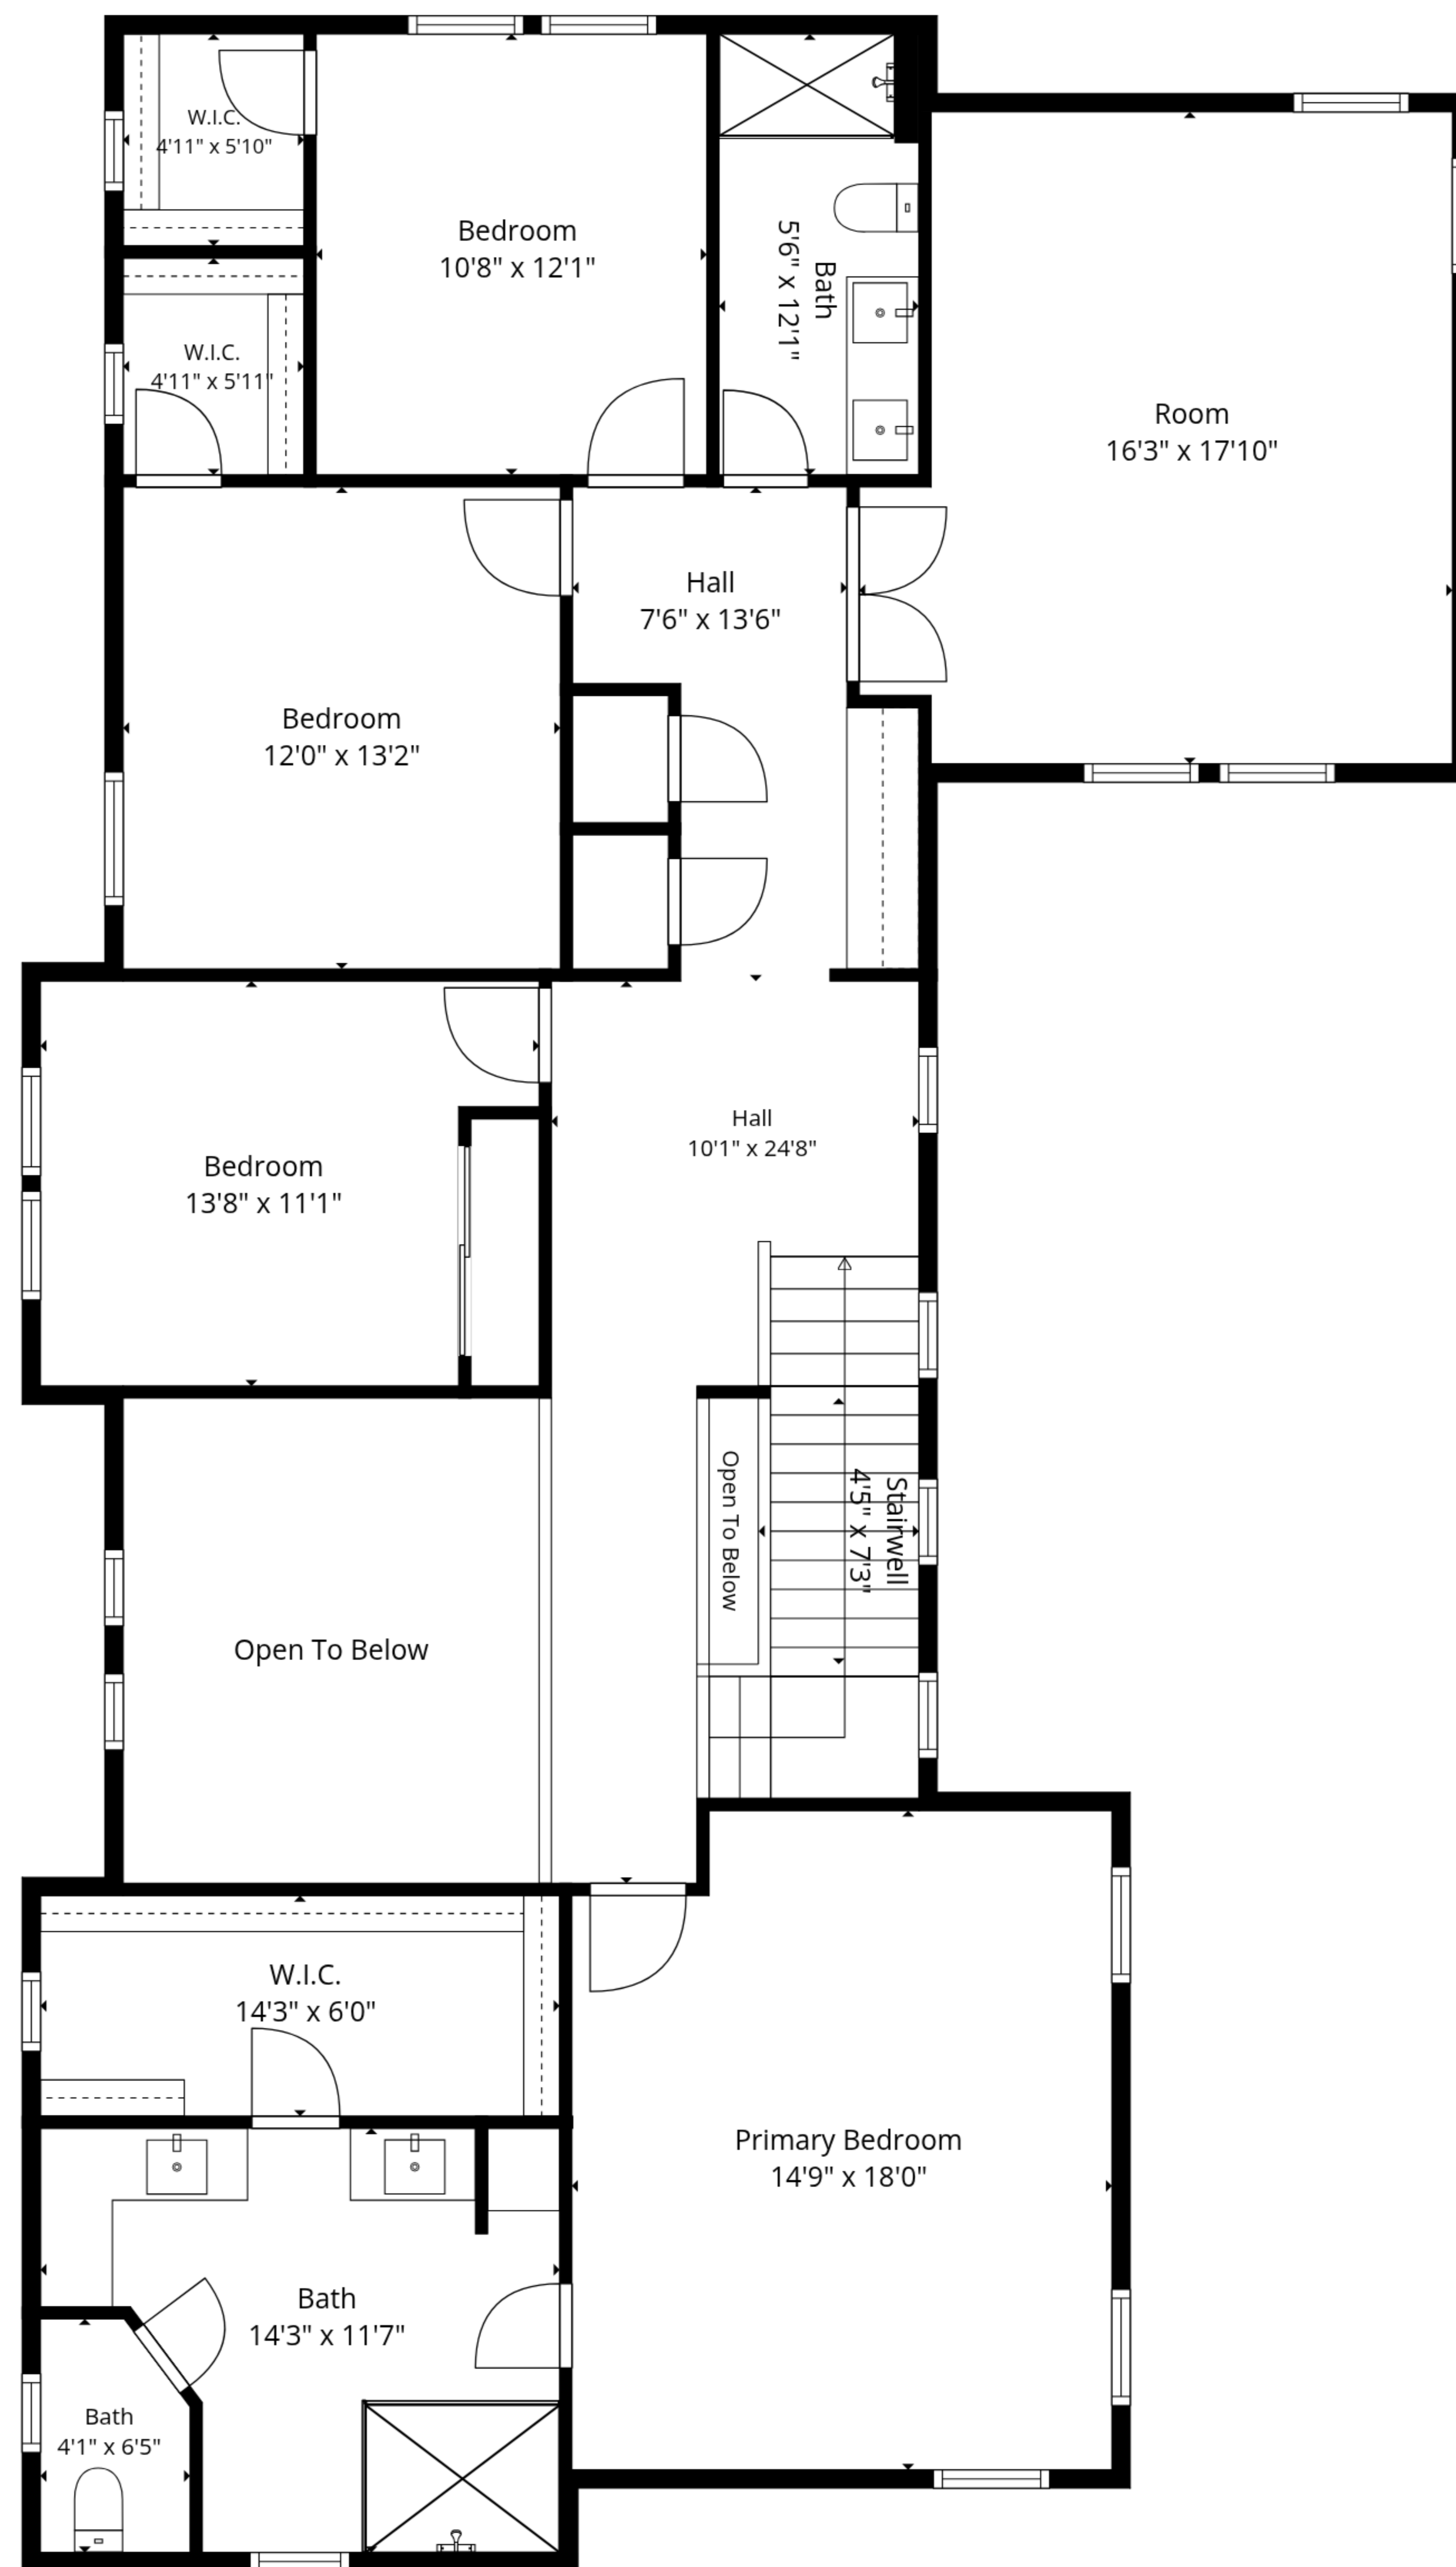 W.I.C.
4'11" x 5'10"
Bedroom
10'8" x 12'1"
Bath
5'6" x 12'1"
W.I.C.
4'11" x 5'11"
Room
16'3" x 17'10"
Hall
7'6" x 13'6"
Bedroom
12'0" x 13'2"
Hall
10'1" x 24'8"
Bedroom
13'8" x 11'1"
Open To Below
Stairwell
4'5" x 7'3"
Open To Below
W.I.C.
14'3" x 6'0"
Primary Bedroom
14'9" x 18'0"
Bath
14'3" x 11'7"
Bath
4'1" x 6'5"